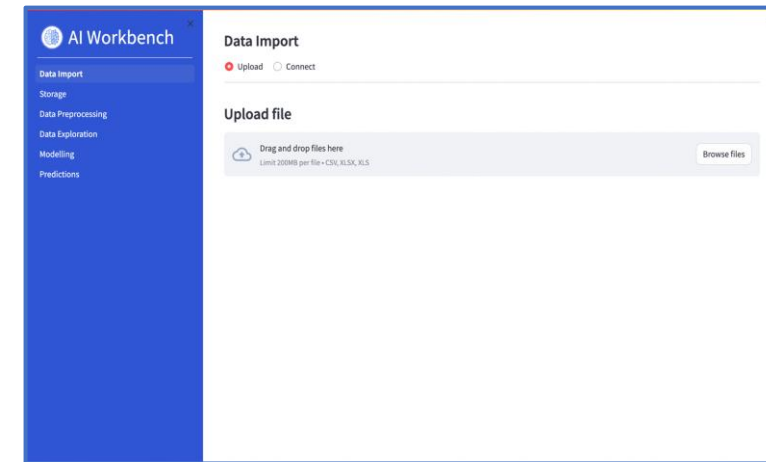 AI Workbench
×
Data Import
Storage
Data Preprocessing
Data Exploration
Modelling
Predictions
Data Import
Upload Connect
Upload file
Drag and drop files here
Limit 200MB per file • CSV, XLSX, XLS
Browse files